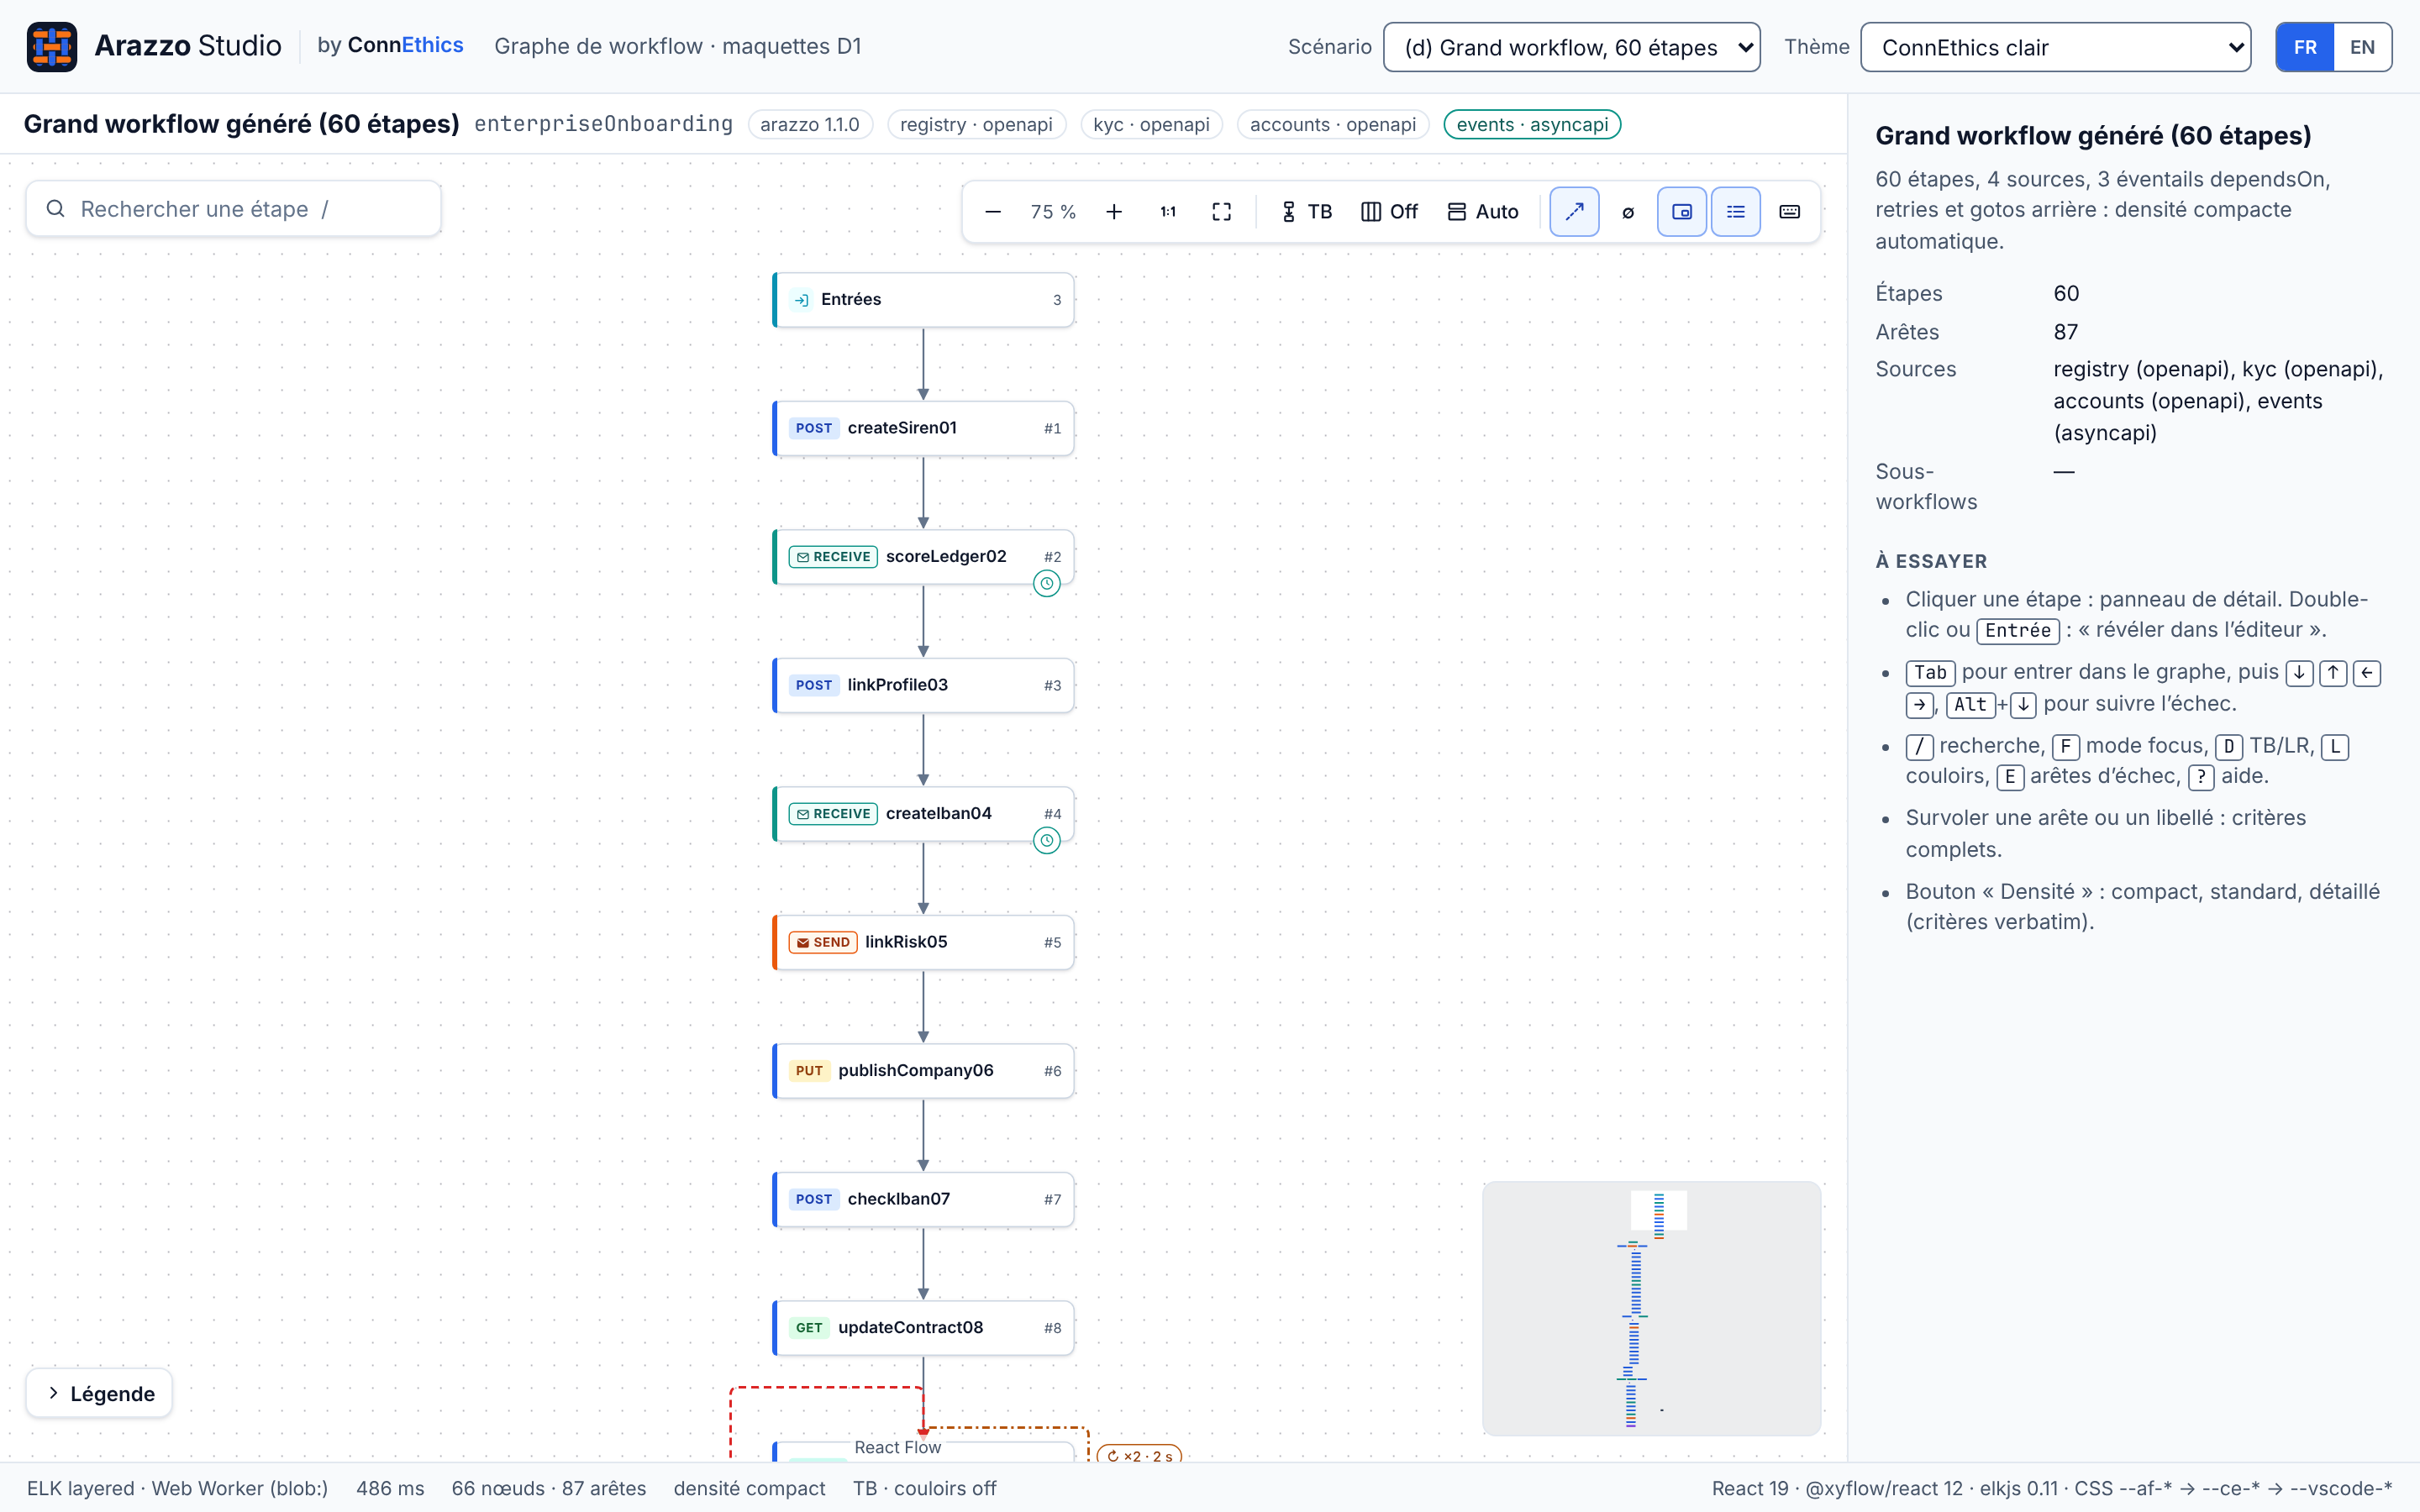 Arazzo Studio
by ConnEthics
Graphe de workflow · maquettes D1
Scénario
(d) Grand workflow, 60 étapes
Thème
ConnEthics clair
FR
EN
Grand workflow généré (60 étapes)
enterpriseOnboarding
arazzo 1.1.0
registry · openapi
kyc · openapi
accounts · openapi
events · asyncapi
Rechercher une étape /
75 %
1:1
TB
Off
Auto
Entrées
3
POST createSiren01 #1
RECEIVE scoreLedger02 #2
POST linkProfile03 #3
RECEIVE createIban04 #4
SEND linkRisk05 #5
PUT publishCompany06 #6
POST checkIban07 #7
GET updateContract08 #8
React Flow
×2 · 2 s
Légende
Grand workflow généré (60 étapes)
60 étapes, 4 sources, 3 éventails dependsOn,
retries et gotos arrière : densité compacte
automatique.
Étapes 60
Arêtes 87
Sources registry (openapi), kyc (openapi),
accounts (openapi), events
(asyncapi)
Sous- —
workflows
À ESSAYER
• Cliquer une étape : panneau de détail. Double-
clic ou Entrée : « révéler dans l’éditeur ».
• Tab pour entrer dans le graphe, puis ↓ ↑ ←
→, Alt+↓ pour suivre l’échec.
• / recherche, F mode focus, D TB/LR, L
couloirs, E arêtes d’échec, ? aide.
• Survoler une arête ou un libellé : critères
complets.
• Bouton « Densité » : compact, standard, détaillé
(critères verbatim).
ELK layered · Web Worker (blob:)
486 ms
66 nœuds · 87 arêtes
densité compact
TB · couloirs off
React 19 · @xyflow/react 12 · elkjs 0.11 · CSS --af-* → --ce-* → --vscode-*